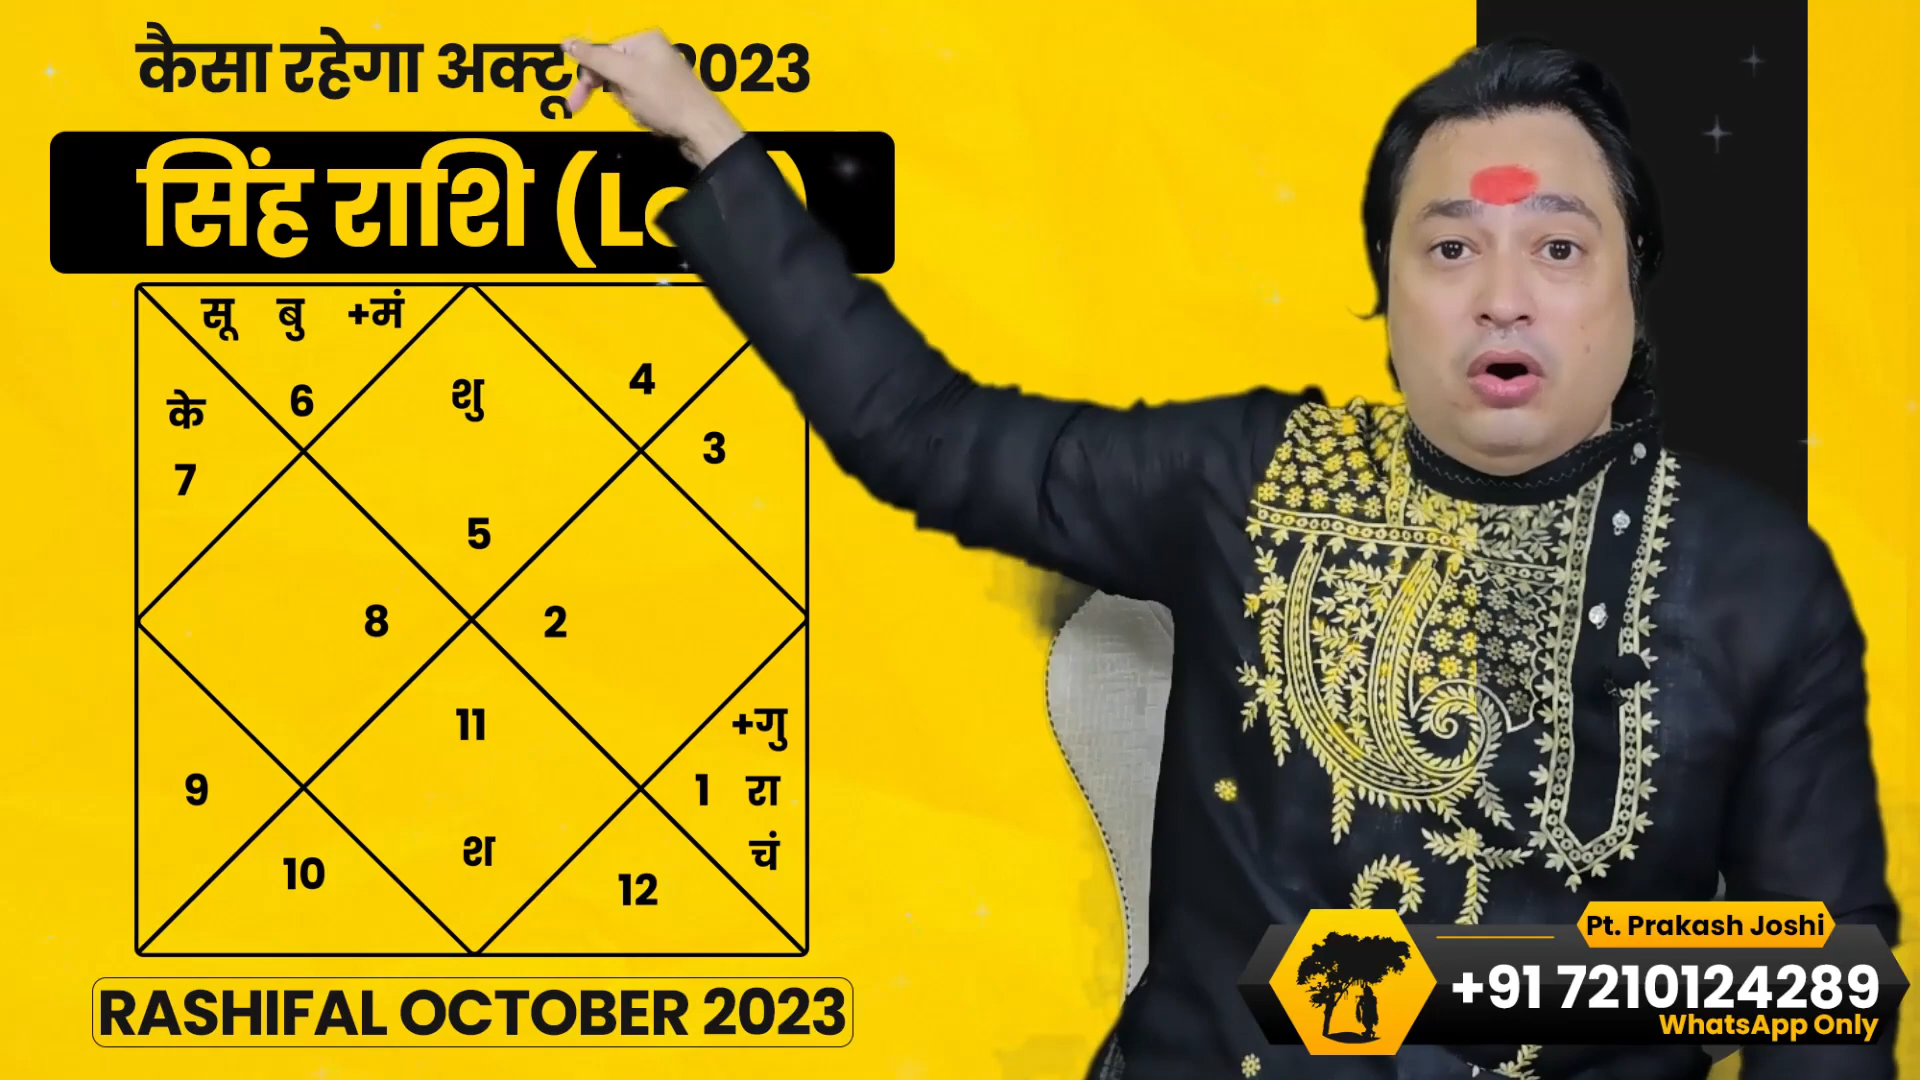 कैसा रहेगा 2023
सिंह राशि
सू बु +मं
के
6
शु
4
7
3
5
8
2
11
+गु
9
1 रा
श
चं
10
12
RASHIFAL OCTOBER 2023
Pt. Prakash Joshi
+91 7210124289
WhatsApp Only